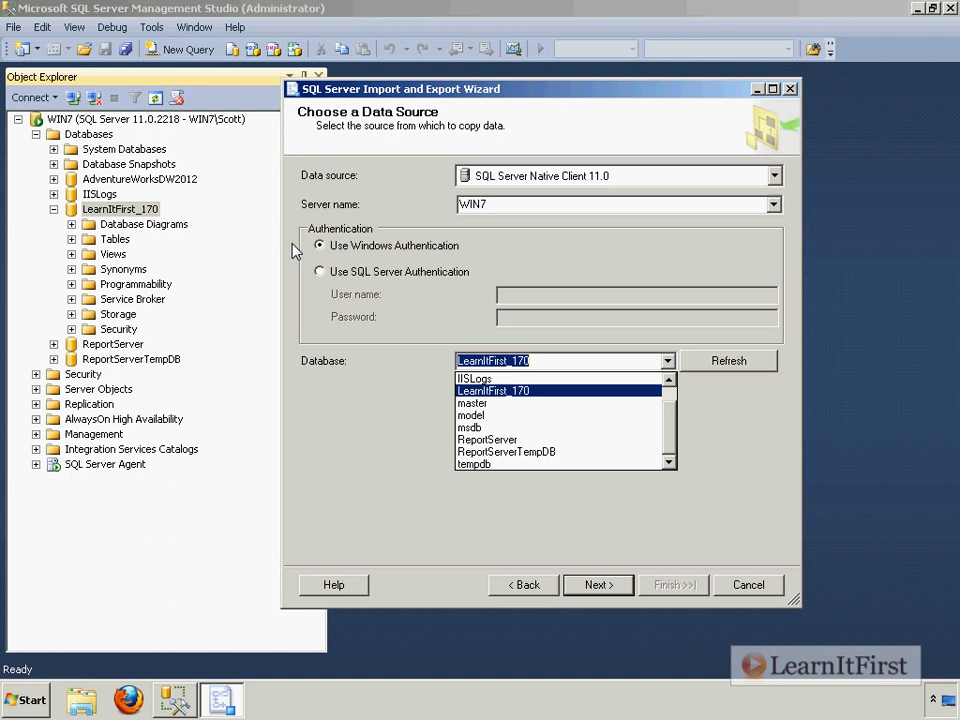 Microsoft SQL Server Management Studio (Administrator)
File Edit View Debug Tools Window Help
New Query
Object Explorer
Connect
WIN7 (SQL Server 11.0.2218 - WIN7\Scott)
Databases
System Databases
Database Snapshots
AdventureWorksDW2012
IISLogs
LearnItFirst_170
Database Diagrams
Tables
Views
Synonyms
Programmability
Service Broker
Storage
Security
ReportServer
ReportServerTempDB
Security
Server Objects
Replication
AlwaysOn High Availability
Management
Integration Services Catalogs
SQL Server Agent
SQL Server Import and Export Wizard
Choose a Data Source
Select the source from which to copy data.
Data source: SQL Server Native Client 11.0
Server name: WIN7
Authentication
Use Windows Authentication
Use SQL Server Authentication
User name:
Password:
Database: LearnItFirst_170 Refresh
IISLogs
LearnItFirst_170
master
model
msdb
ReportServer
ReportServerTempDB
tempdb
Help < Back Next > Finish >>| Cancel
Ready
LearnItFirst
Start